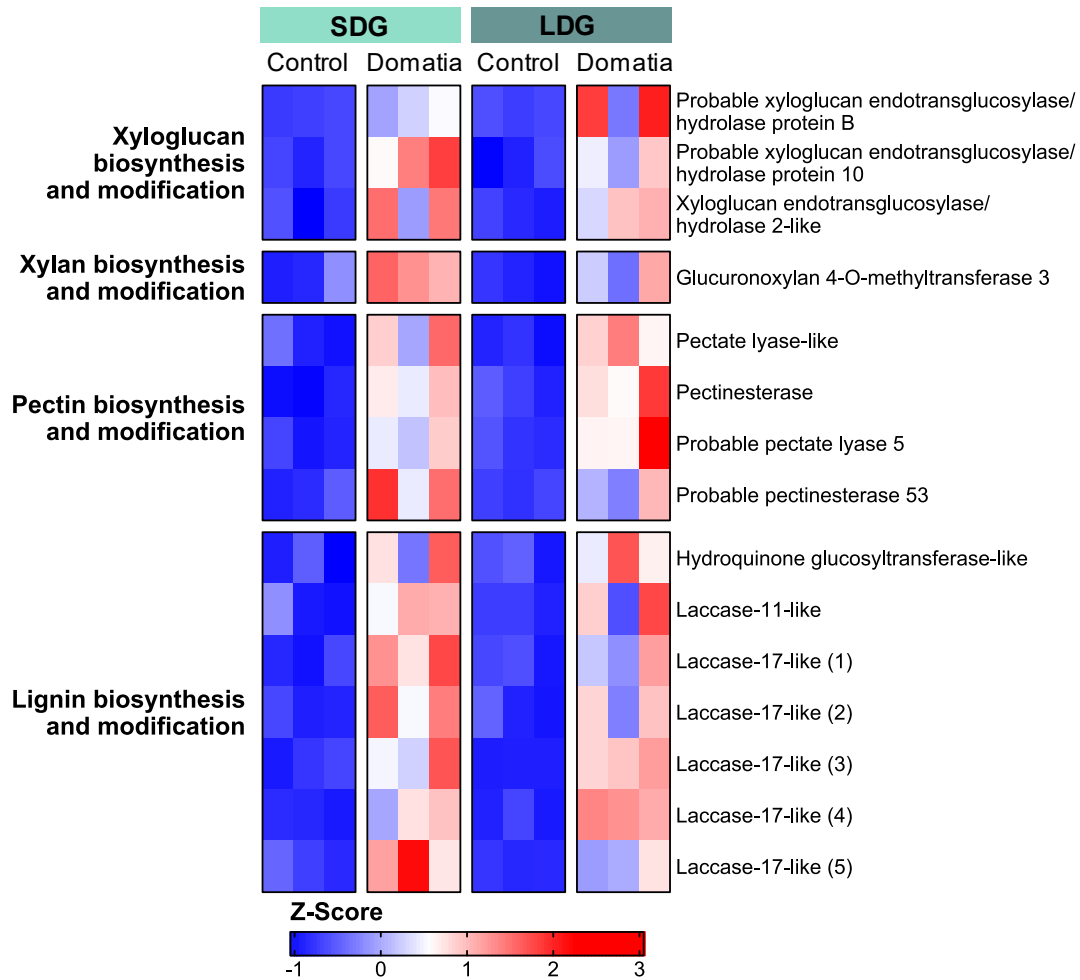 SDG LDG
Control Domatia Control Domatia
Xyloglucan
biosynthesis
and modification
Probable xyloglucan endotransglucosylase/
hydrolase protein B
Probable xyloglucan endotransglucosylase/
hydrolase protein 10
Xyloglucan endotransglucosylase/
hydrolase 2-like
Xylan biosynthesis
and modification
Glucuronoxylan 4-O-methyltransferase 3
Pectin biosynthesis
and modification
Pectate lyase-like
Pectinesterase
Probable pectate lyase 5
Probable pectinesterase 53
Lignin biosynthesis
and modification
Hydroquinone glucosyltransferase-like
Laccase-11-like
Laccase-17-like (1)
Laccase-17-like (2)
Laccase-17-like (3)
Laccase-17-like (4)
Laccase-17-like (5)
Z-Score
-1 0 1 2 3